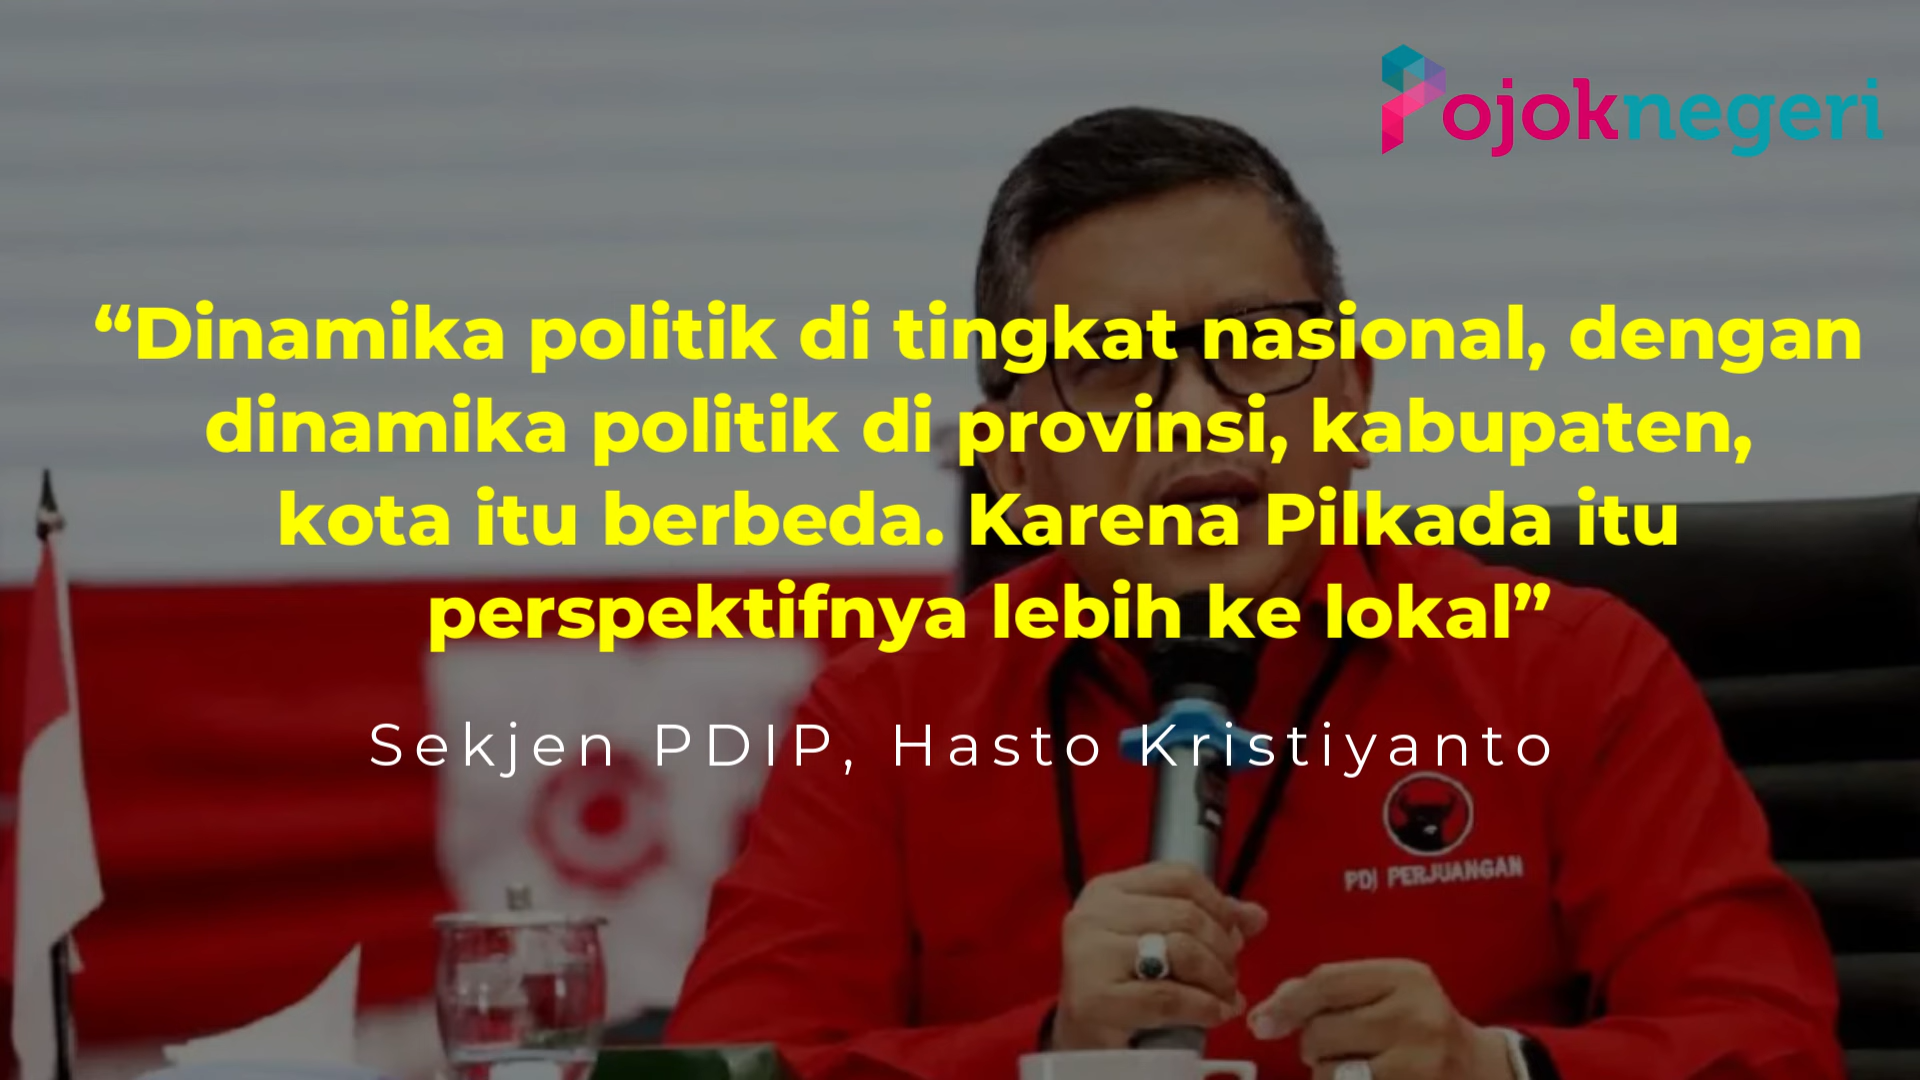 Pojoknegeri
“Dinamika politik di tingkat nasional, dengan
dinamika politik di provinsi, kabupaten,
kota itu berbeda. Karena Pilkada itu
perspektifnya lebih ke lokal”
Sekjen PDIP, Hasto Kristiyanto
PDI PERJUANGAN